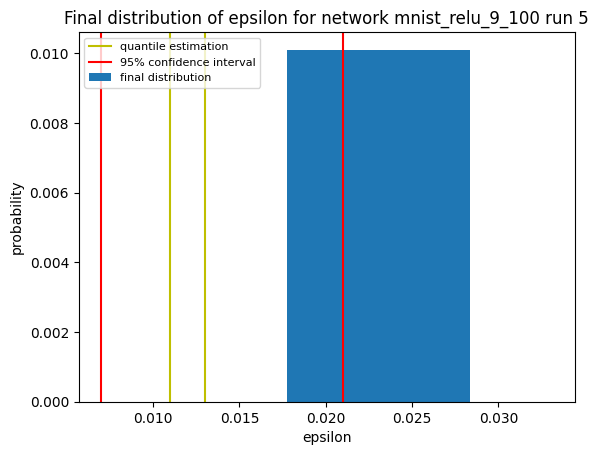 Final distribution of epsilon for network mnist_relu_9_100 run 5
quantile estimation
95% confidence interval
final distribution
0.010
0.008
0.006
0.004
0.002
0.000
probability
0.010 0.015 0.020 0.025 0.030
epsilon